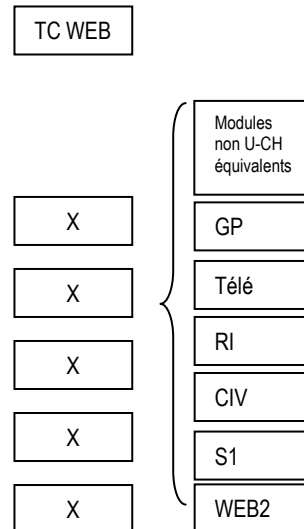 TC WEB
Modules
non U-CH
équivalents
X
GP
X
Télé
X
RI
X
CIV
X
S1
WEB2